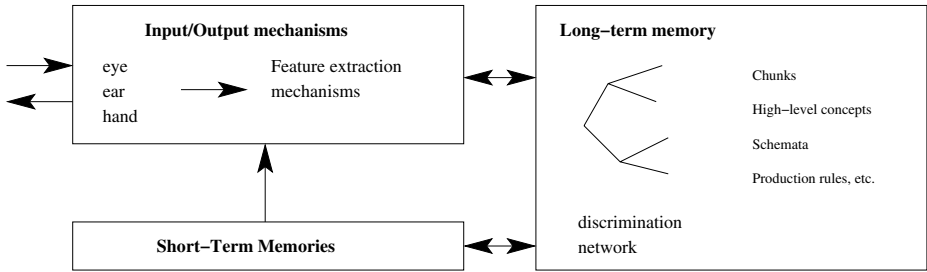 Input/Output mechanisms
eye
ear
hand
Feature extraction
mechanisms
Short−Term Memories
Long−term memory
Chunks
High−level concepts
Schemata
Production rules, etc.
discrimination
network